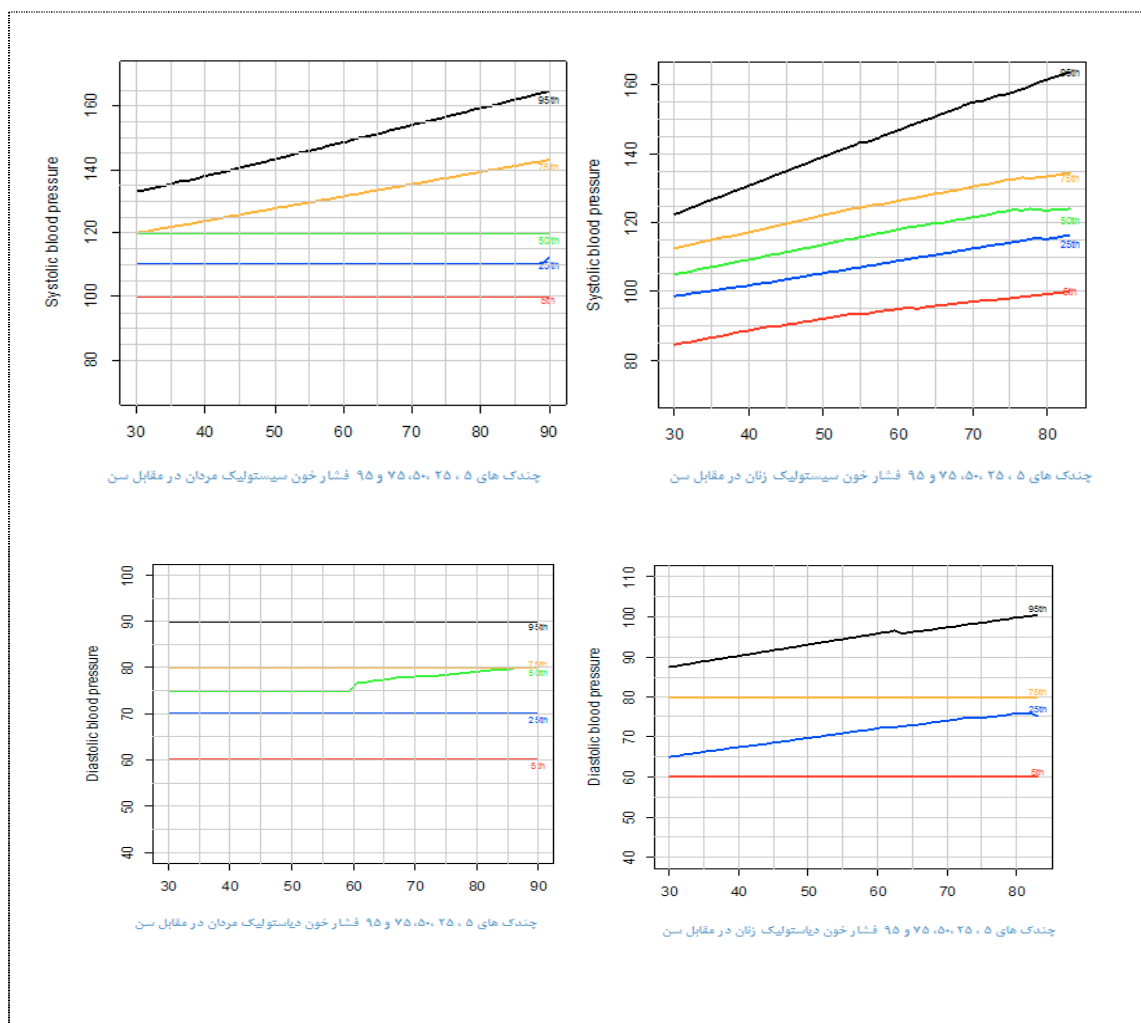 Systolic blood pressure
160
140
120
100
80
95th
75th
50th
25th
5th
30 40 50 60 70 80 90
چندک های ۵ ، ۲۵ ،۵۰، ۷۵ و ۹۵ فشار خون سیستولیک مردان در مقابل سن
Systolic blood pressure
160
140
120
100
80
95th
75th
50th
25th
5th
30 40 50 60 70 80
چندک های ۵ ، ۲۵ ،۵۰، ۷۵ و ۹۵ فشار خون سیستولیک زنان در مقابل سن
Diastolic blood pressure
100
90
80
70
60
50
40
95th
75th
50th
25th
5th
30 40 50 60 70 80 90
چندک های ۵ ، ۲۵ ،۵۰، ۷۵ و ۹۵ فشار خون دیاستولیک مردان در مقابل سن
Diastolic blood pressure
110
100
90
80
70
60
50
40
95th
75th
25th
5th
30 40 50 60 70 80
چندک های ۵ ، ۲۵ ،۵۰، ۷۵ و ۹۵ فشار خون دیاستولیک زنان در مقابل سن